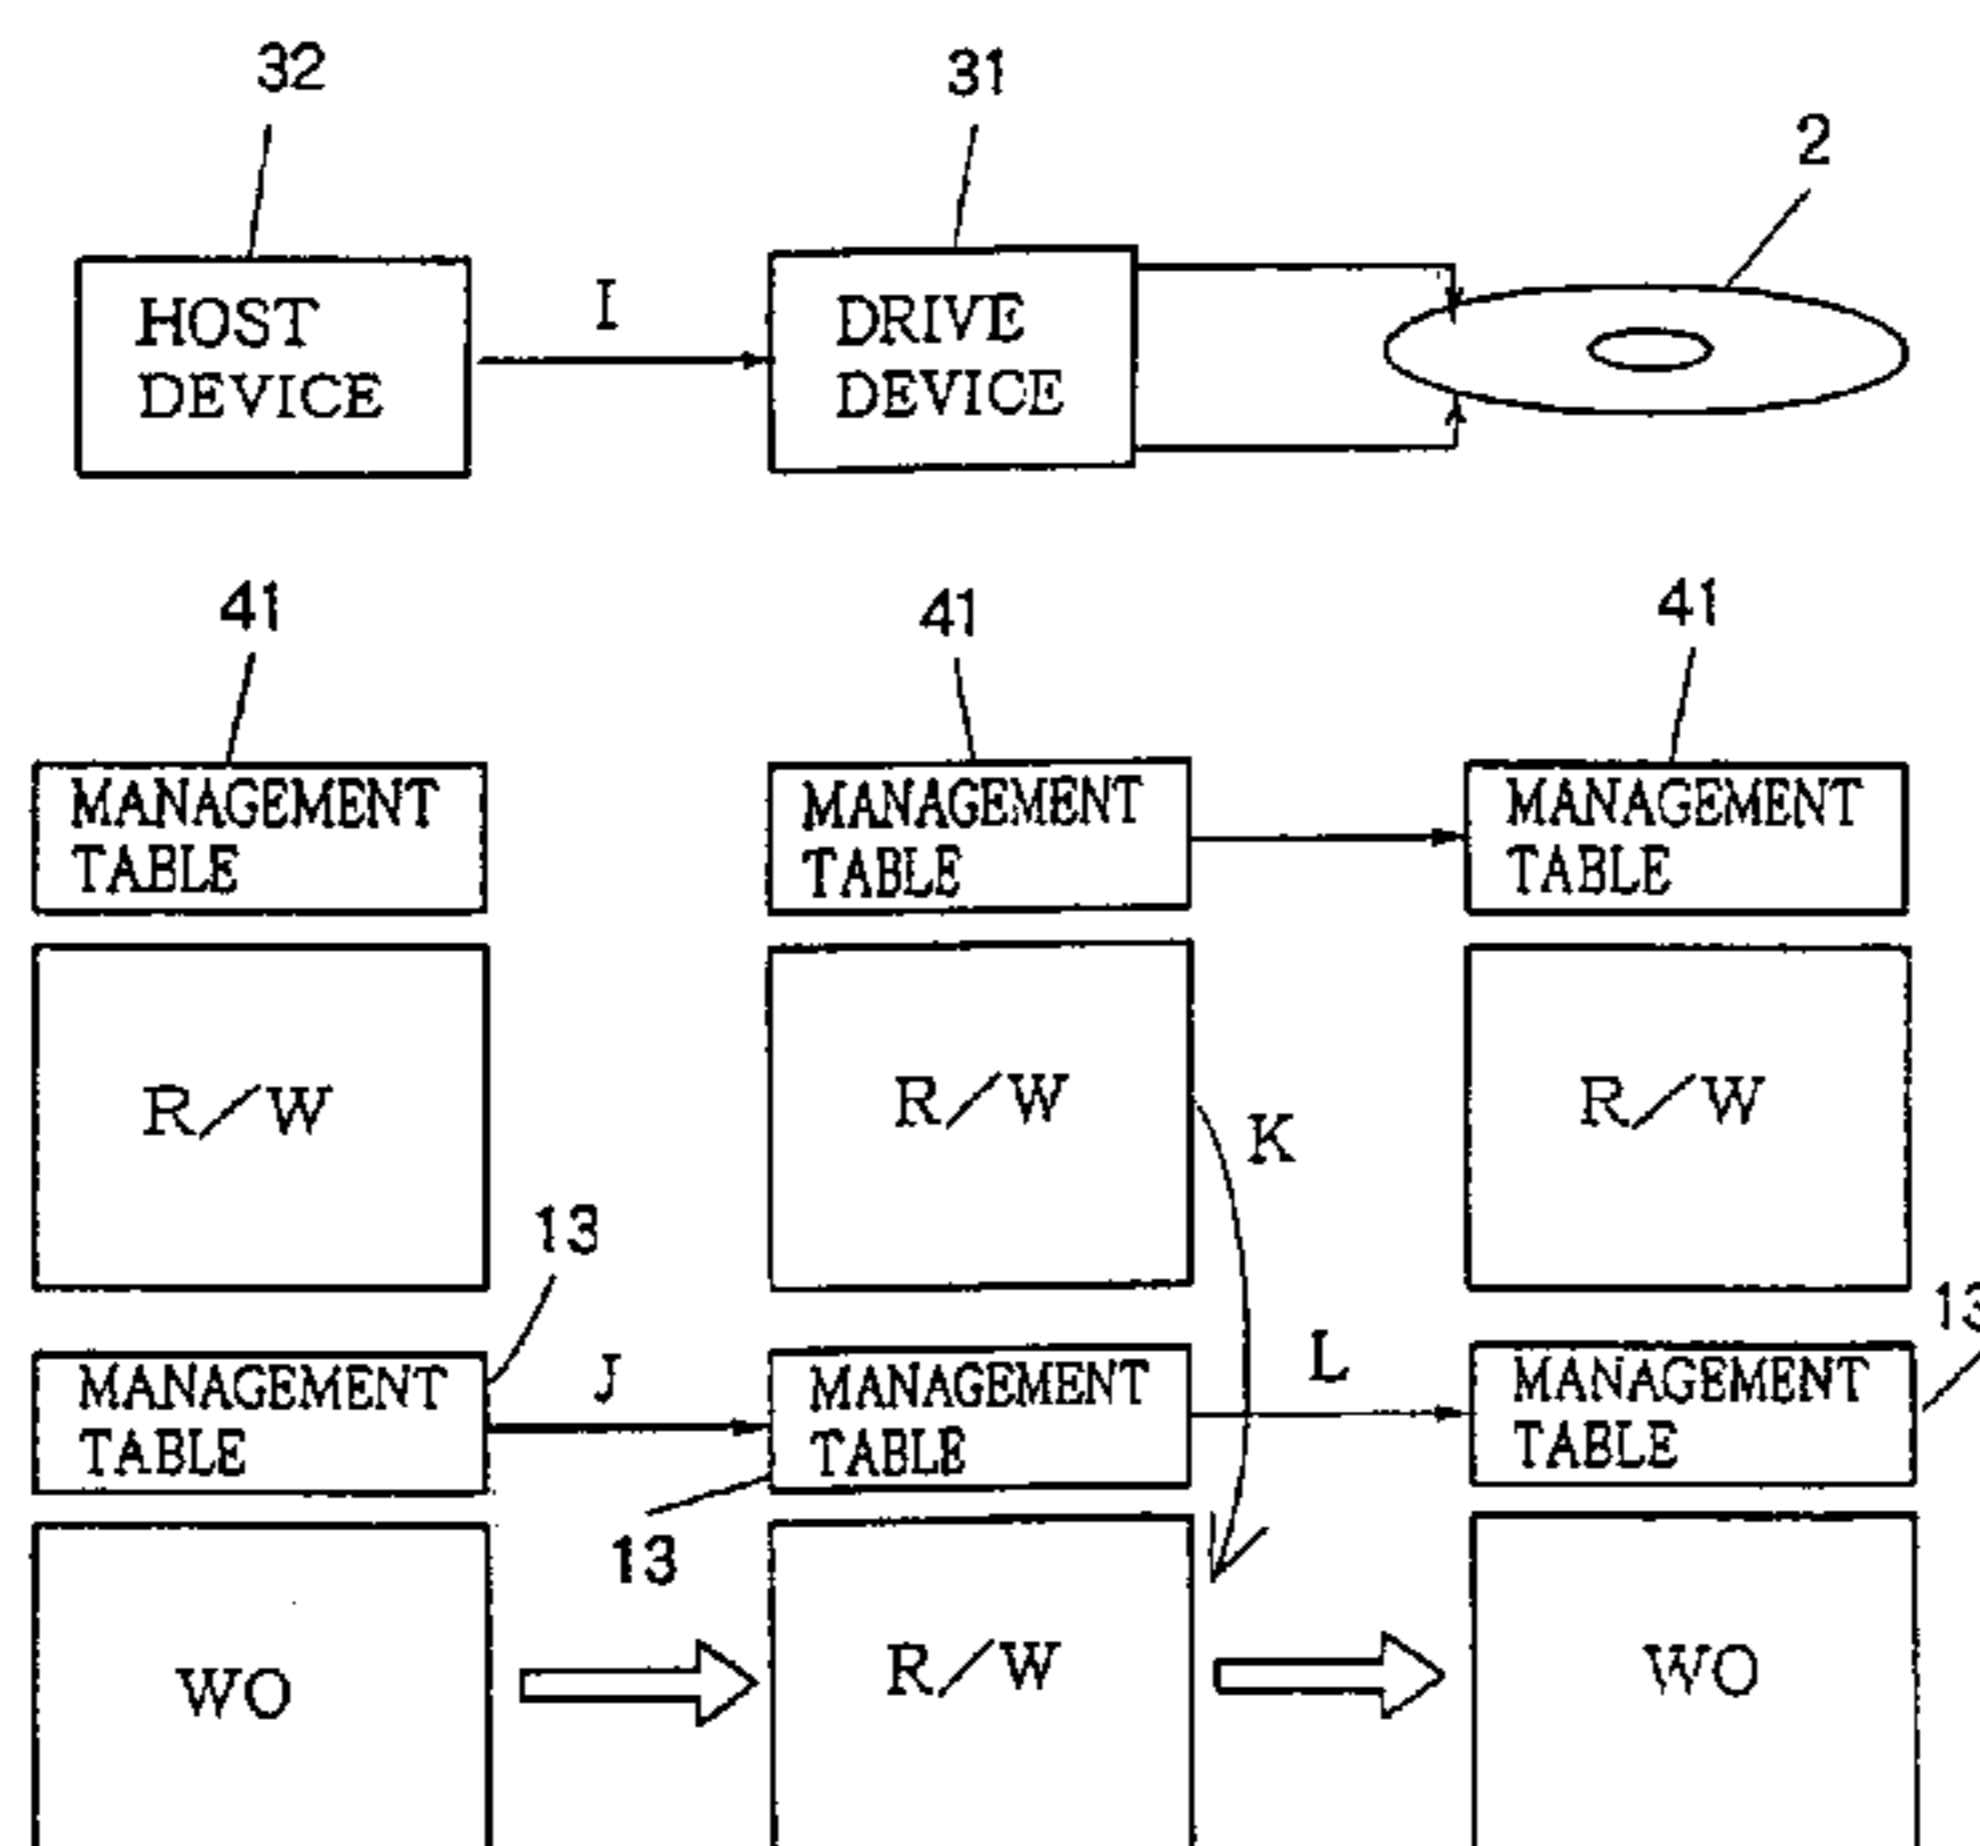 32
31
2
HOST
DEVICE
I
DRIVE
DEVICE
41
41
41
MANAGEMENT
TABLE
MANAGEMENT
TABLE
MANAGEMENT
TABLE
R/W
R/W
R/W
K
13
13
MANAGEMENT
TABLE
J
MANAGEMENT
TABLE
L
MANAGEMENT
TABLE
13
WO
R/W
WO